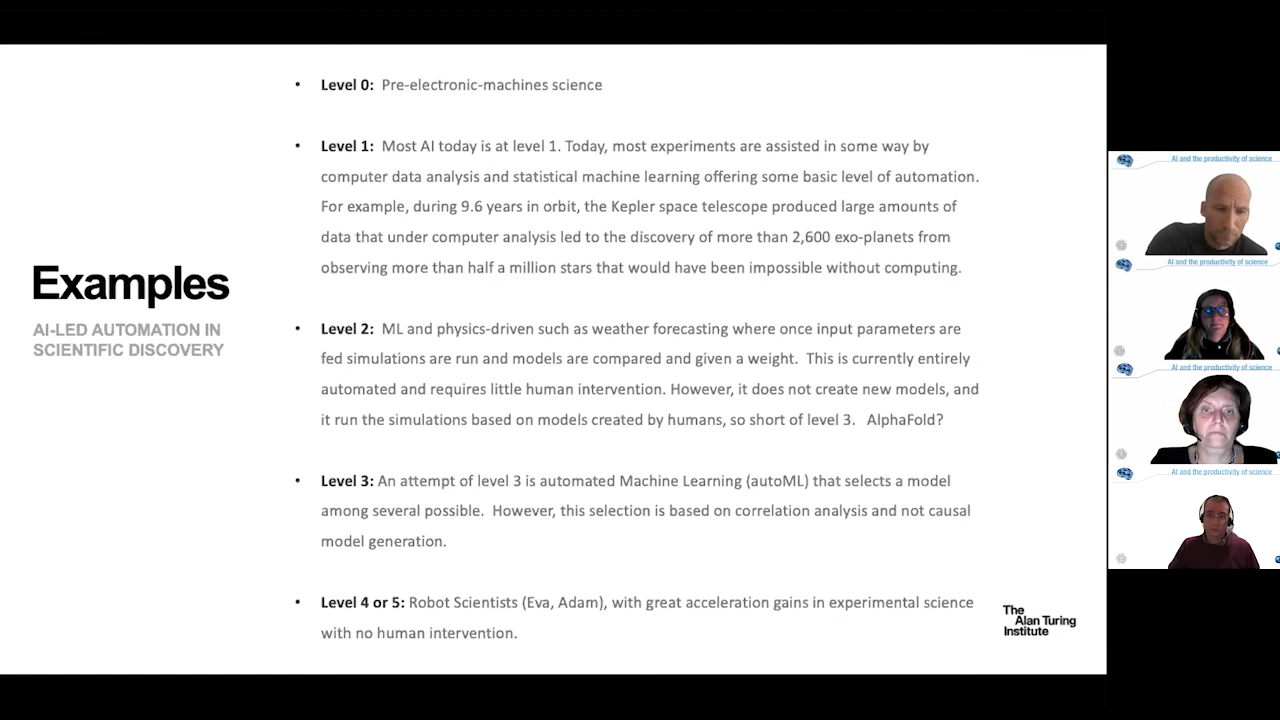 Examples
AI-LED AUTOMATION IN
SCIENTIFIC DISCOVERY
• Level 0: Pre-electronic-machines science
• Level 1: Most AI today is at level 1. Today, most experiments are assisted in some way by
computer data analysis and statistical machine learning offering some basic level of automation.
For example, during 9.6 years in orbit, the Kepler space telescope produced large amounts of
data that under computer analysis led to the discovery of more than 2,600 exo-planets from
observing more than half a million stars that would have been impossible without computing.
• Level 2: ML and physics-driven such as weather forecasting where once input parameters are
fed simulations are run and models are compared and given a weight. This is currently entirely
automated and requires little human intervention. However, it does not create new models, and
it run the simulations based on models created by humans, so short of level 3. AlphaFold?
• Level 3: An attempt of level 3 is automated Machine Learning (autoML) that selects a model
among several possible. However, this selection is based on correlation analysis and not causal
model generation.
• Level 4 or 5: Robot Scientists (Eva, Adam), with great acceleration gains in experimental science
with no human intervention.
The
Alan Turing
Institute
AI and the productivity of science
AI and the productivity of science
AI and the productivity of science
AI and the productivity of science